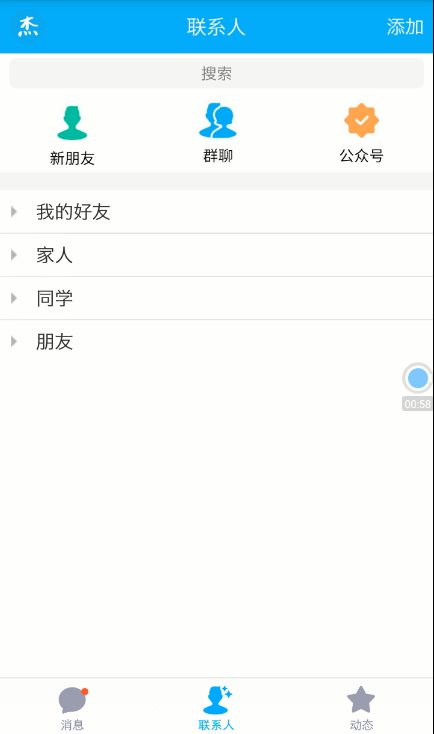 杰 联系人 添加
搜索
新朋友 群聊 公众号
我的好友
家人
同学
朋友
00:58
消息 联系人 动态